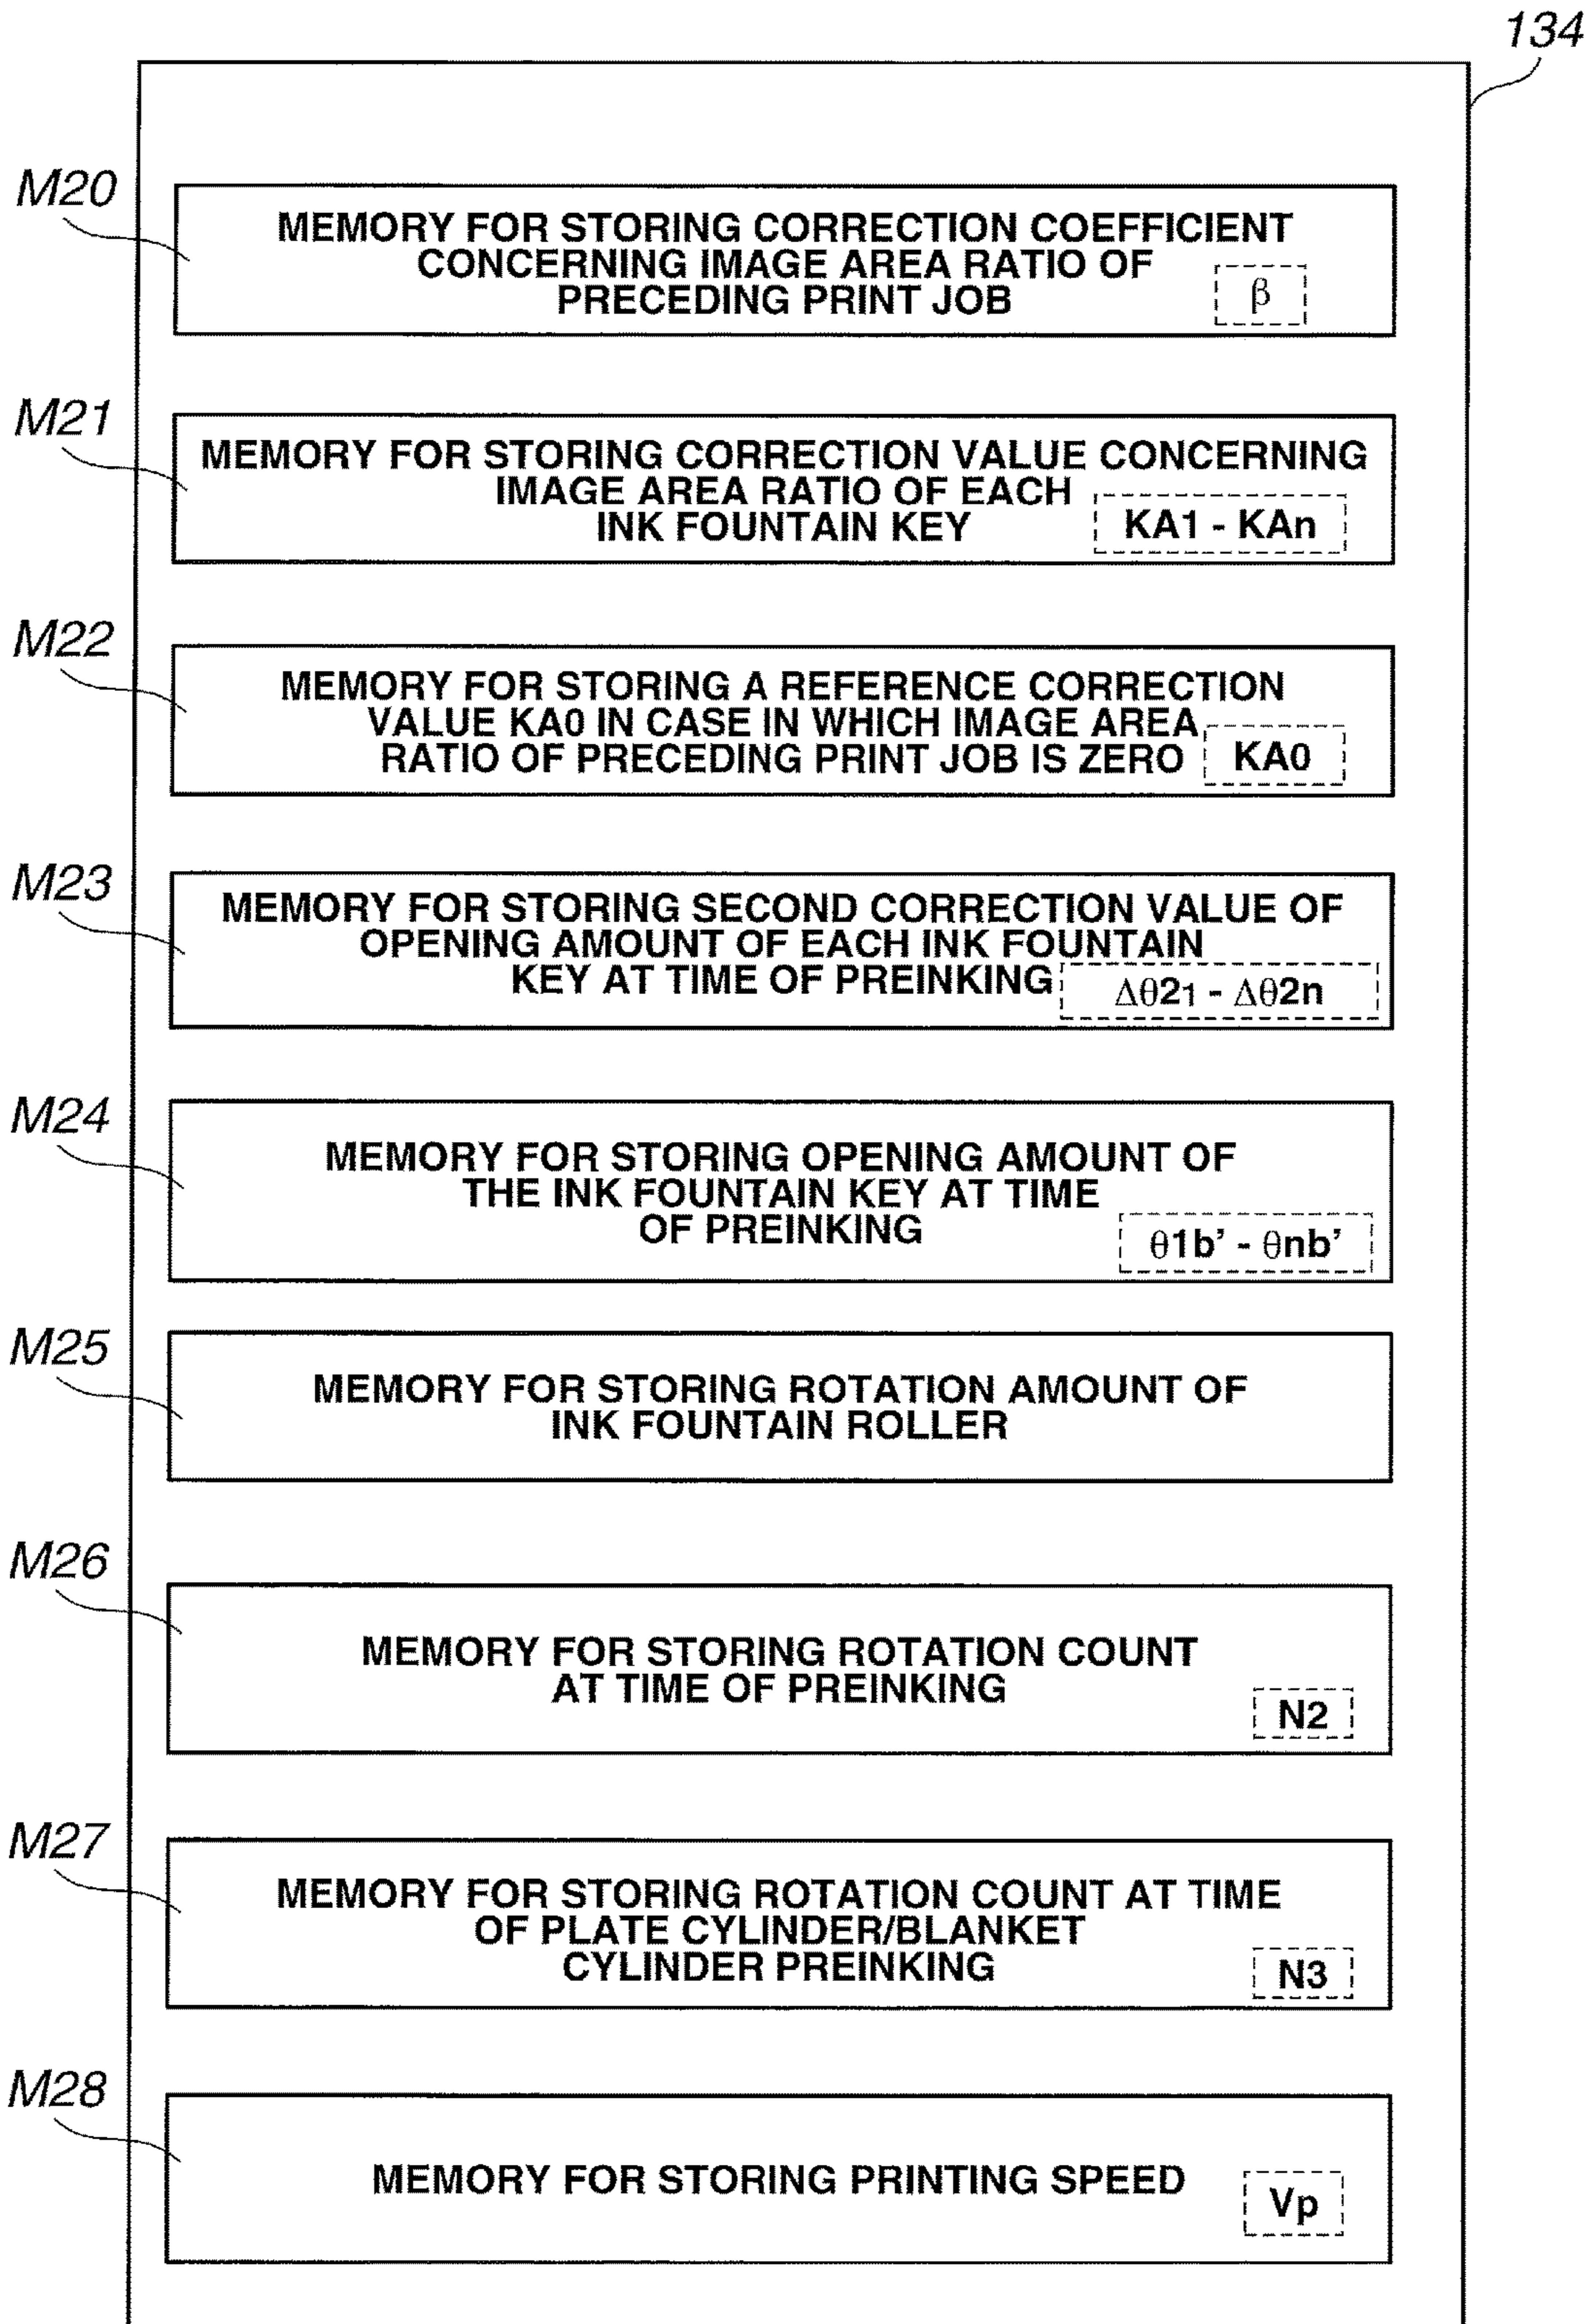 134
M20
MEMORY FOR STORING CORRECTION COEFFICIENT
CONCERNING IMAGE AREA RATIO OF
PRECEDING PRINT JOB
β
M21
MEMORY FOR STORING CORRECTION VALUE CONCERNING
IMAGE AREA RATIO OF EACH
INK FOUNTAIN KEY
KA1 - KAn
M22
MEMORY FOR STORING A REFERENCE CORRECTION
VALUE KA0 IN CASE IN WHICH IMAGE AREA
RATIO OF PRECEDING PRINT JOB IS ZERO
KA0
M23
MEMORY FOR STORING SECOND CORRECTION VALUE OF
OPENING AMOUNT OF EACH INK FOUNTAIN
KEY AT TIME OF PREINKING
Δθ21 - Δθ2n
M24
MEMORY FOR STORING OPENING AMOUNT OF
THE INK FOUNTAIN KEY AT TIME
OF PREINKING
θ1b’ - θnb’
M25
MEMORY FOR STORING ROTATION AMOUNT OF
INK FOUNTAIN ROLLER
M26
MEMORY FOR STORING ROTATION COUNT
AT TIME OF PREINKING
N2
M27
MEMORY FOR STORING ROTATION COUNT AT TIME
OF PLATE CYLINDER/BLANKET
CYLINDER PREINKING
N3
M28
MEMORY FOR STORING PRINTING SPEED
Vp